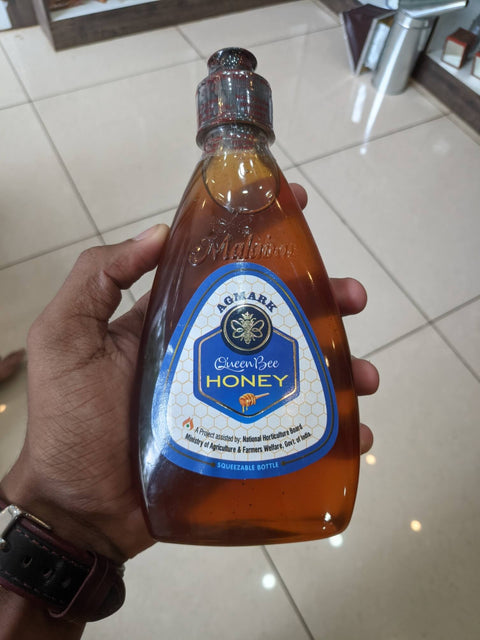 AGMARK
Queen Bee
HONEY
A Project assisted by: National Horticulture Board
Ministry of Agriculture & Farmers Welfare, Govt of India.
SQUEEZABLE BOTTLE